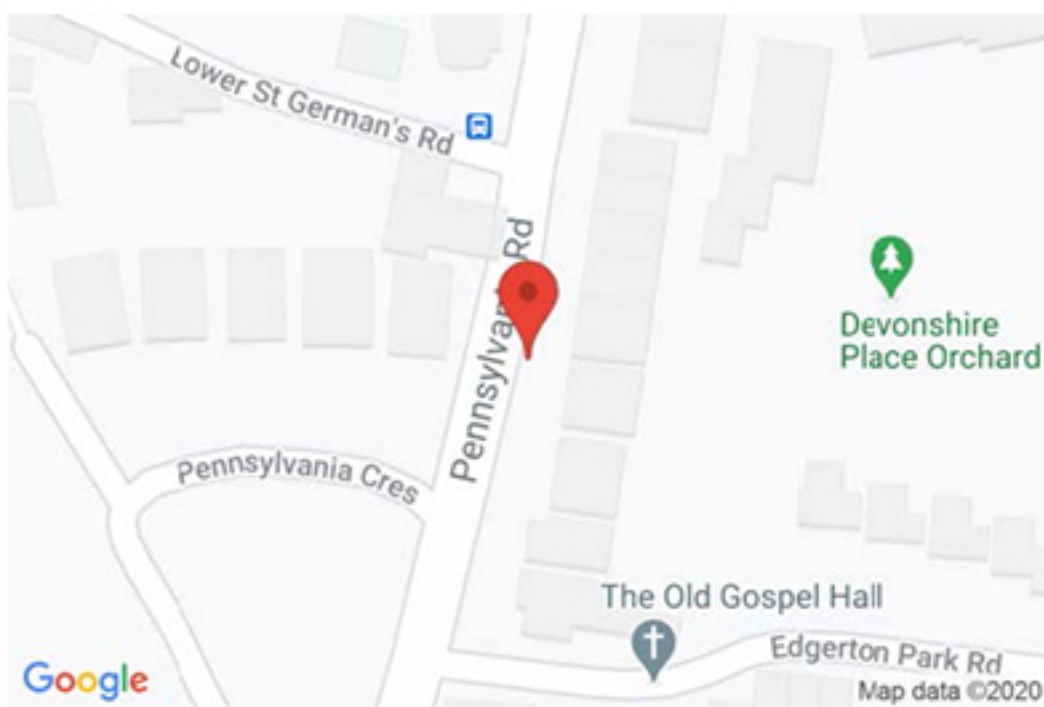 Lower St German's Rd
Pennsylvania Rd
Devonshire
Place Orchard
Pennsylvania Cres
The Old Gospel Hall
Edgerton Park Rd
Google
Map data ©2020